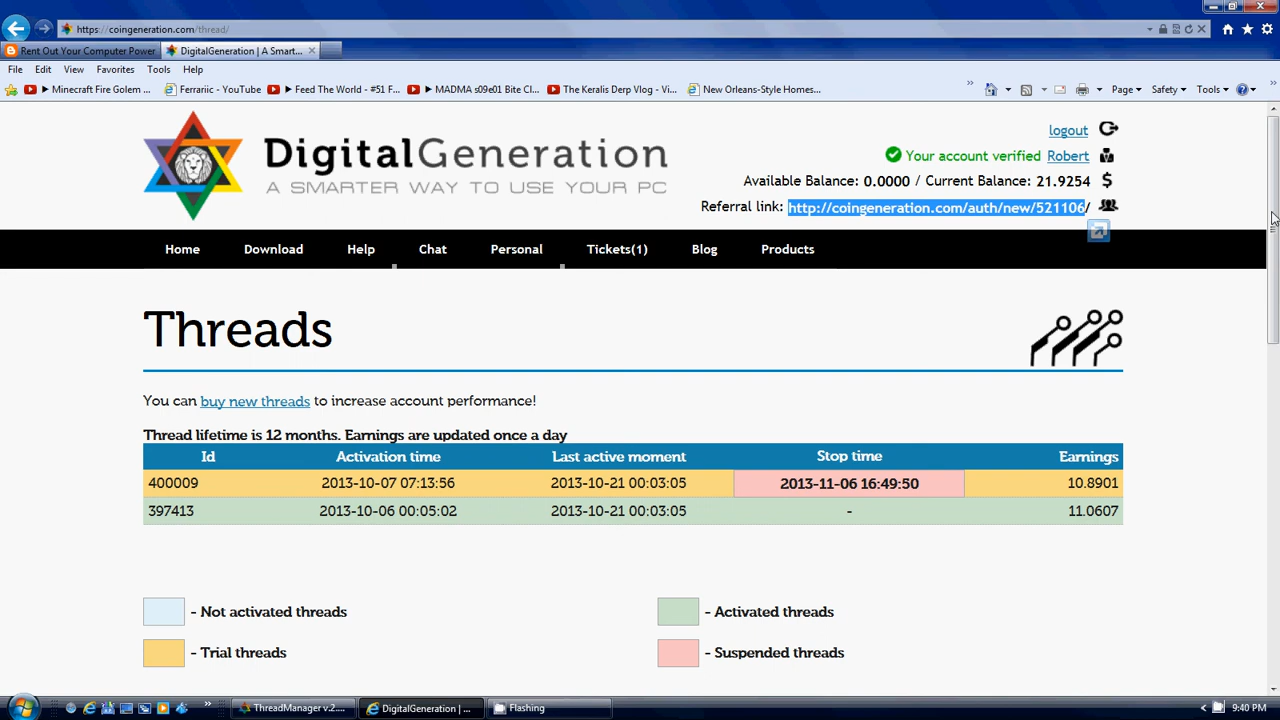 https://coingeneration.com/thread/
Rent Out Your Computer Power
DigitalGeneration | A Smart...
File Edit View Favorites Tools Help
Minecraft Fire Golem ... Ferrariic - YouTube Feed The World - #51 F... MADMA s09e01 Bite Cl... The Keralis Derp Vlog - Vi... New Orleans-Style Homes... Page Safety Tools
DigitalGeneration
A SMARTER WAY TO USE YOUR PC
logout
Your account verified Robert
Available Balance: 0.0000 / Current Balance: 21.9254 $
Referral link: http://coingeneration.com/auth/new/521106/
Home Download Help Chat Personal Tickets(1) Blog Products
Threads
You can buy new threads to increase account performance!
Thread lifetime is 12 months. Earnings are updated once a day
Id Activation time Last active moment Stop time Earnings
400009 2013-10-07 07:13:56 2013-10-21 00:03:05 2013-11-06 16:49:50 10.8901
397413 2013-10-06 00:05:02 2013-10-21 00:03:05 - 11.0607
- Not activated threads - Activated threads
- Trial threads - Suspended threads
ThreadManager v.2.... DigitalGeneration | ... Flashing 9:40 PM